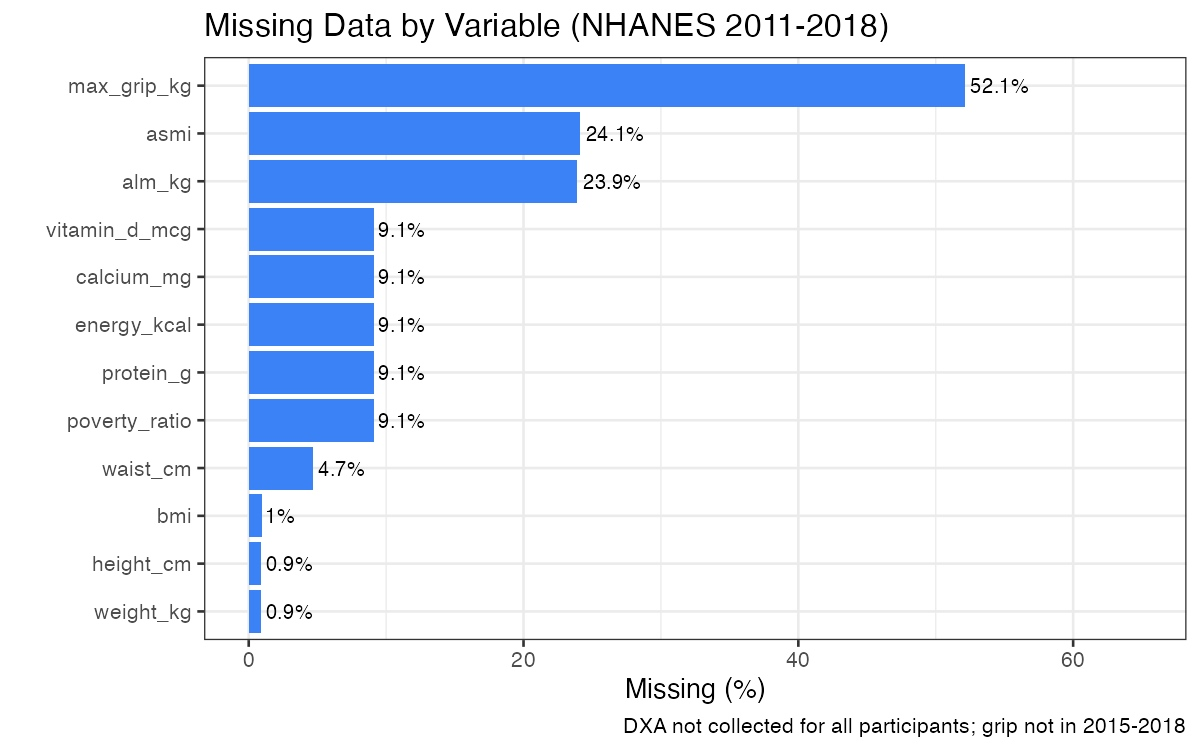 Missing Data by Variable (NHANES 2011-2018)
max_grip_kg 52.1%
asmi 24.1%
alm_kg 23.9%
vitamin_d_mcg 9.1%
calcium_mg 9.1%
energy_kcal 9.1%
protein_g 9.1%
poverty_ratio 9.1%
waist_cm 4.7%
bmi 1%
height_cm 0.9%
weight_kg 0.9%
0 20 40 60
Missing (%)
DXA not collected for all participants; grip not in 2015-2018